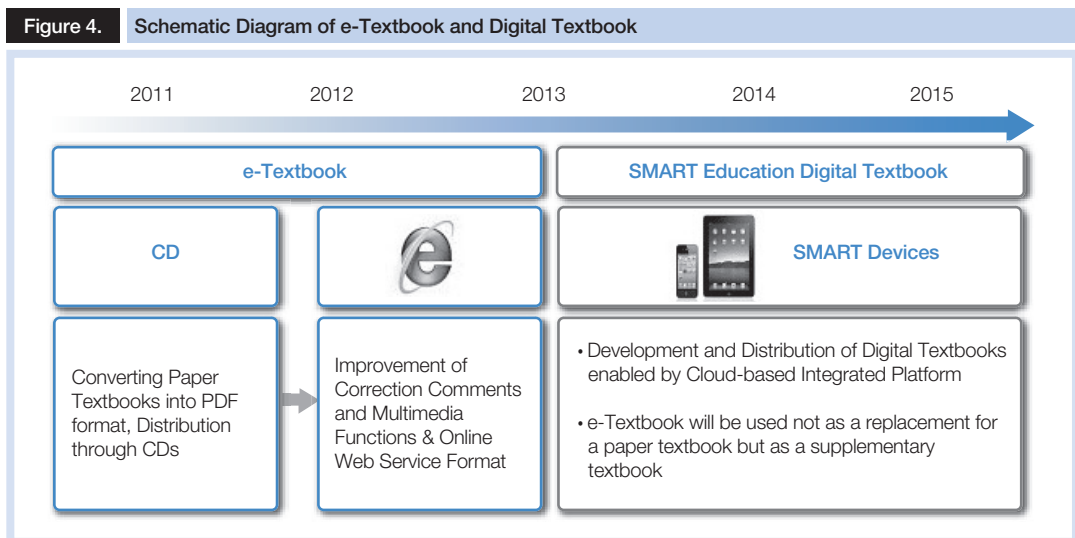 Figure 4. Schematic Diagram of e-Textbook and Digital Textbook
2011 2012 2013 2014 2015
e-Textbook
SMART Education Digital Textbook
CD
SMART Devices
Converting Paper
Textbooks into PDF
format, Distribution
through CDs
Improvement of
Correction Comments
and Multimedia
Functions & Online
Web Service Format
• Development and Distribution of Digital Textbooks
enabled by Cloud-based Integrated Platform
• e-Textbook will be used not as a replacement for
a paper textbook but as a supplementary
textbook